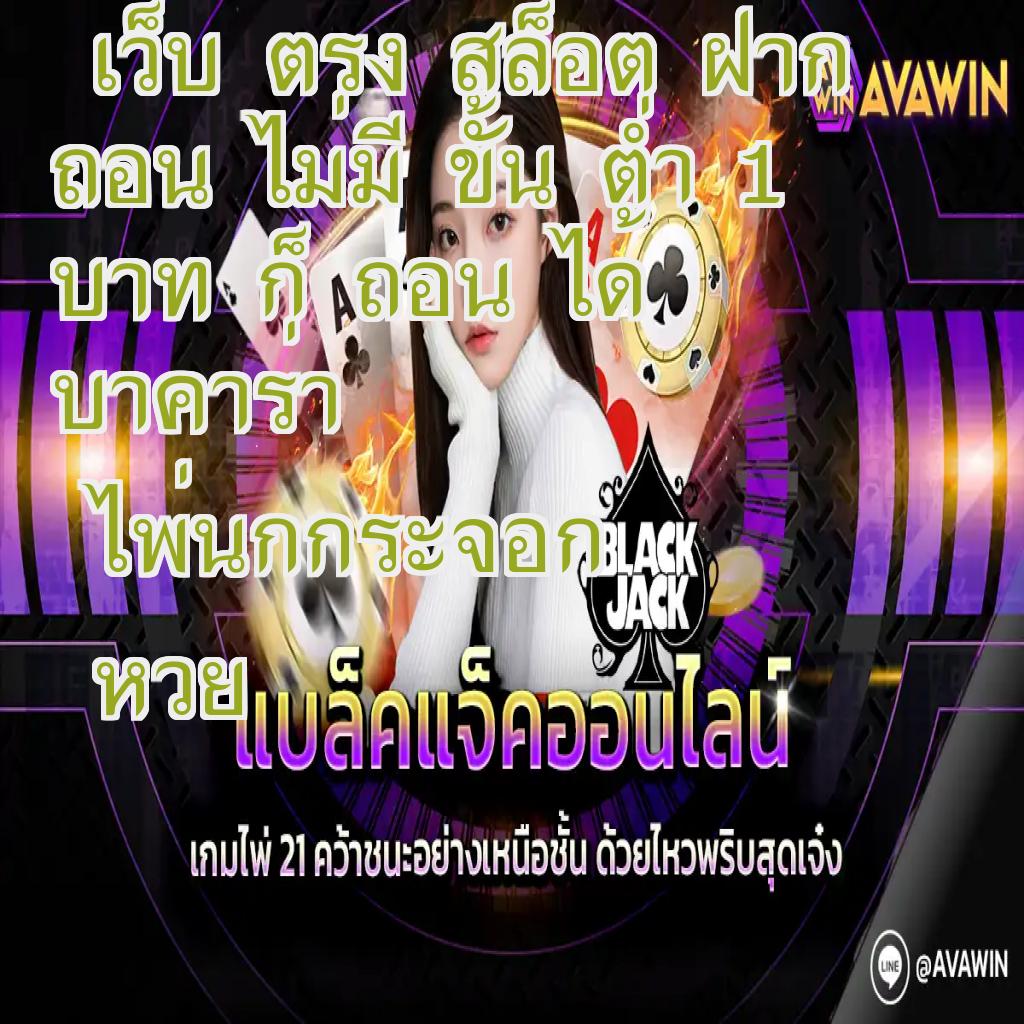 เว็บ ตรง สล็อต ฝาก
ถอน ไม่มี ขั้น ต่ํา 1
บาท ก็ ถอน ได้
บาคาร่า
ไพ่นกกระจอก
หวย
WIN AVAWIN
BLACK
JACK
แบล็คแจ็คออนไลน์
เกมไพ่ 21 คว้าชนะอย่างเหนือชั้น ด้วยไหวพริบสุดเจ๋ง
LINE @AVAWIN